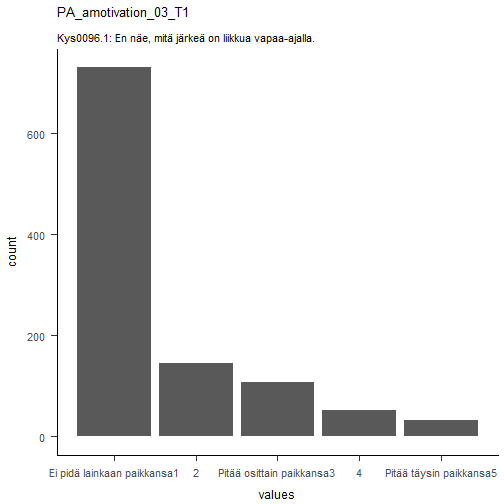 PA_amotivation_03_T1
Kys0096.1: En näe, mitä järkeä on liikkua vapaa-ajalla.
count
600
400
200
0
Ei pidä lainkaan paikkansa1 2 Pitää osittain paikkansa3 4 Pitää täysin paikkansa5
values